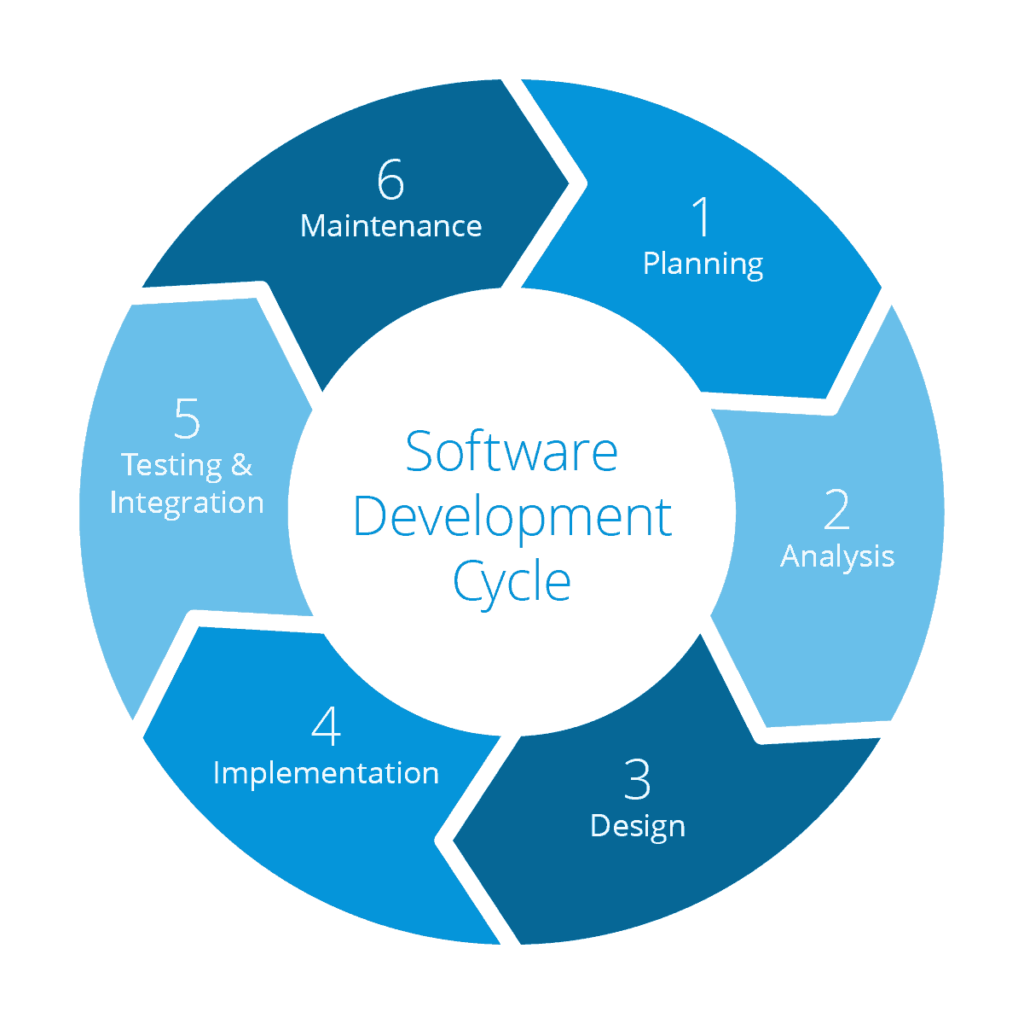 Software
Development
Cycle
1
Planning
2
Analysis
3
Design
4
Implementation
5
Testing &
Integration
6
Maintenance